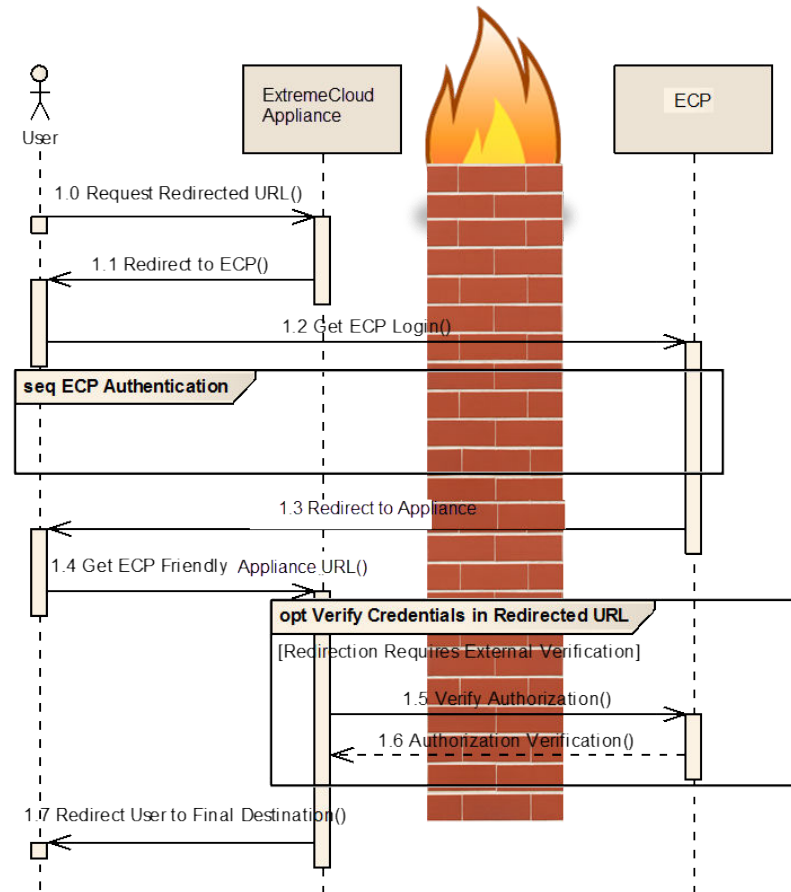 ExtremeCloud
Appliance
ECP
User
1.0 Request Redirected URL()
1.1 Redirect to ECP()
1.2 Get ECP Login()
seq ECP Authentication
1.3 Redirect to Appliance
1.4 Get ECP Friendly Appliance URL()
opt Verify Credentials in Redirected URL
[Redirection Requires External Verification]
1.5 Verify Authorization()
1.6 Authorization Verification()
1.7 Redirect User to Final Destination()